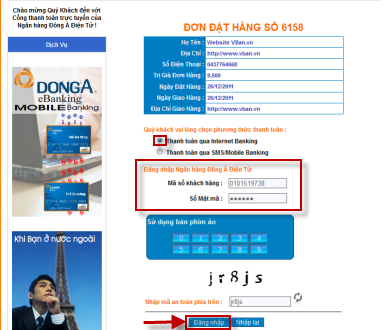 Chào mừng Quý Khách đến với
Cổng thanh toán trực tuyến của
Ngân hàng Đông Á Điện Tử !
Dịch Vụ
DONGA
eBanking
MOBILEBanking
Khi Bạn ở nước ngoài
ĐƠN ĐẶT HÀNG SỐ 6158
Họ Tên : Website VBan.vn
Địa Chỉ : http://www.vban.vn
Số Điện Thoại : 0437764668
Trị Giá Đơn Hàng : 9,500
Ngày Đặt Hàng : 26/12/2011
Ngày Giao Hàng : 26/12/2011
Địa Chỉ Giao Hàng : http://www.vban.vn
Quý khách vui lòng chọn phương thức thanh toán :
Thanh toán qua Internet Banking
Thanh toán qua SMS/Mobile Banking
Đăng nhập Ngân hàng Đông Á Điện Tử
Mã số khách hàng : 0101519738
Số Mật mã : ••••••
Sử dụng bàn phím ảo
0 1 2 3 4
5 6 7 8 9
jr8js
Nhập mã an toàn phía trên : jr8js
Đăng nhập Nhập lại